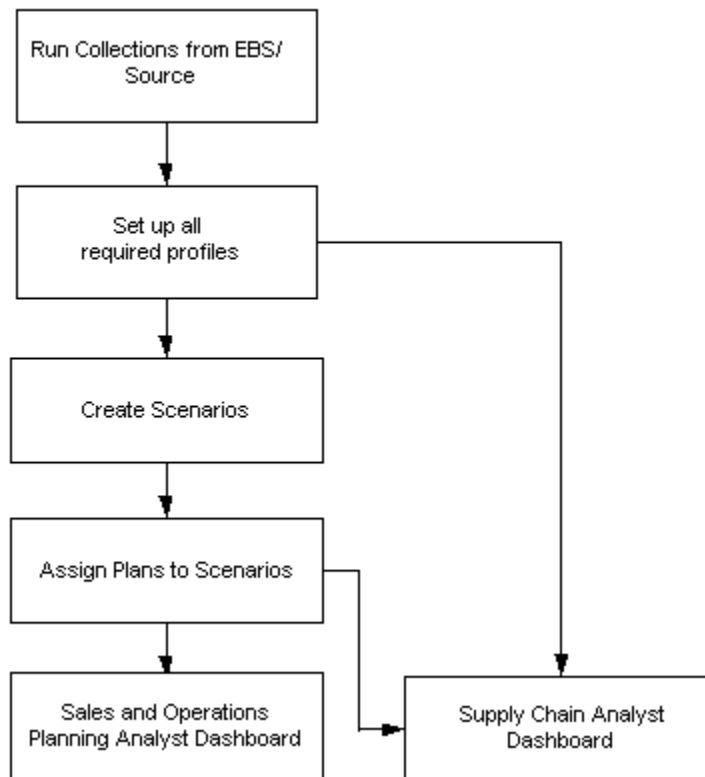 Run Collections from EBS/
Source
Set up all
required profiles
Create Scenarios
Assign Plans to Scenarios
Sales and Operations
Planning Analyst Dashboard
Supply Chain Analyst
Dashboard